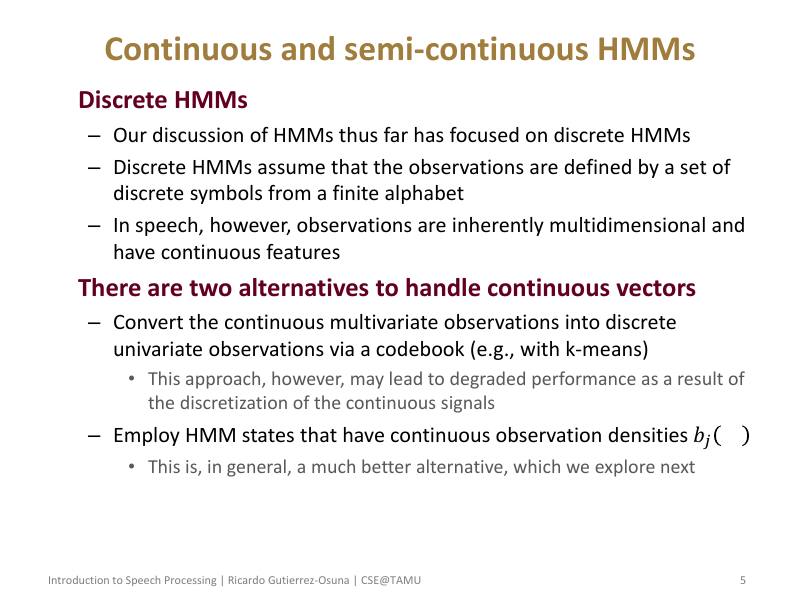 Continuous and semi-continuous HMMs
Discrete HMMs
– Our discussion of HMMs thus far has focused on discrete HMMs
– Discrete HMMs assume that the observations are defined by a set of
discrete symbols from a finite alphabet
– In speech, however, observations are inherently multidimensional and
have continuous features
There are two alternatives to handle continuous vectors
– Convert the continuous multivariate observations into discrete
univariate observations via a codebook (e.g., with k-means)
• This approach, however, may lead to degraded performance as a result of
the discretization of the continuous signals
– Employ HMM states that have continuous observation densities 𝑏𝑗( )
• This is, in general, a much better alternative, which we explore next
Introduction to Speech Processing | Ricardo Gutierrez-Osuna | CSE@TAMU 5